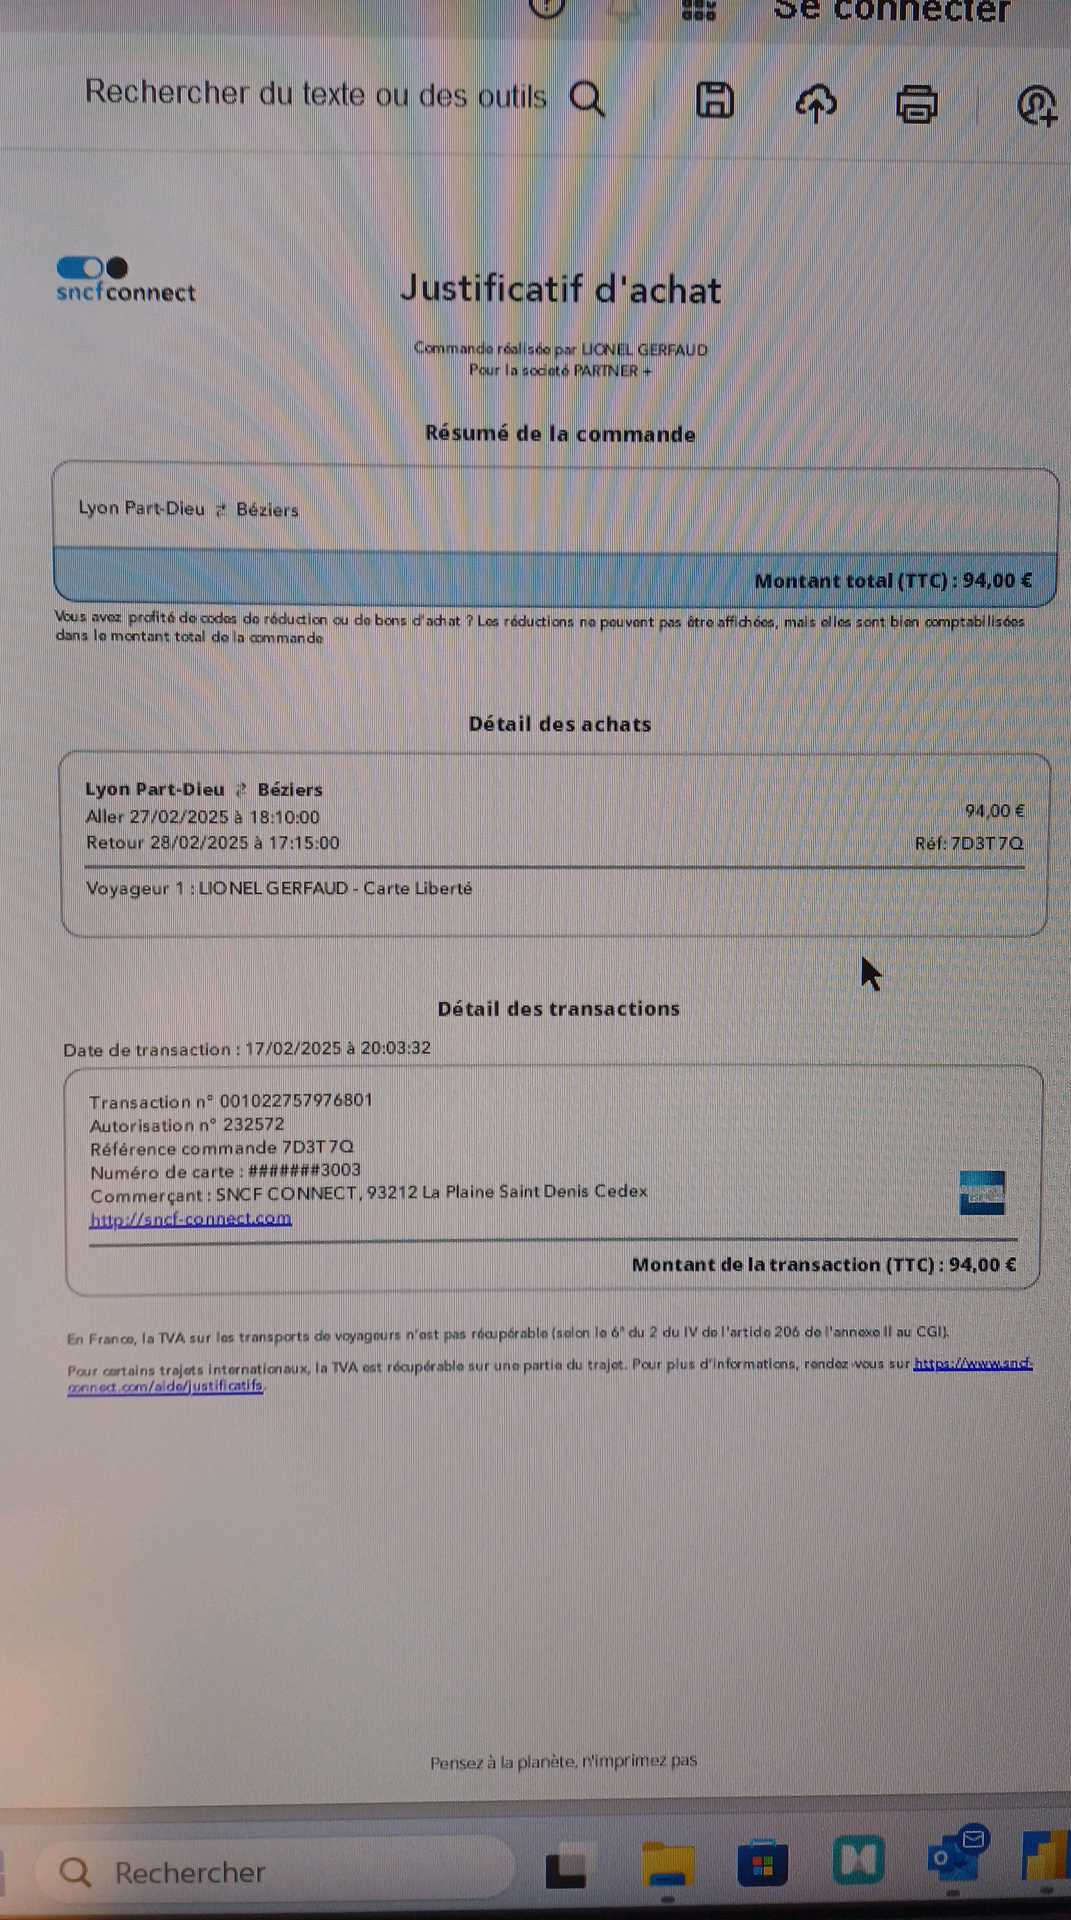 Se connecter
Rechercher du texte ou des outils
sncf connect
Justificatif d'achat
Commande réalisée par LIONEL GERFAUD
Pour la société PARTNER +
Résumé de la commande
Lyon Part-Dieu ⇄ Béziers
Montant total (TTC) : 94,00 €
Vous avez profité de codes de réduction ou de bons d'achat ? Les réductions ne peuvent pas être affichées, mais elles sont bien comptabilisées
dans le montant total de la commande
Détail des achats
Lyon Part-Dieu ⇄ Béziers
Aller 27/02/2025 à 18:10:00
94,00 €
Retour 28/02/2025 à 17:15:00
Réf: 7D3T7Q
Voyageur 1 : LIONEL GERFAUD - Carte Liberté
Détail des transactions
Date de transaction : 17/02/2025 à 20:03:32
Transaction n° 001022757976801
Autorisation n° 232572
Référence commande 7D3T7Q
Numéro de carte : #######3003
Commerçant : SNCF CONNECT, 93212 La Plaine Saint Denis Cedex
http://sncf-connect.com
Montant de la transaction (TTC) : 94,00 €
En France, la TVA sur les transports de voyageurs n'est pas récupérable (selon le 6° du 2 du IV de l'article 206 de l'annexe II au CGI).
Pour certains trajets internationaux, la TVA est récupérable sur une partie du trajet. Pour plus d'informations, rendez-vous sur https://www.sncf-
connect.com/aide/justificatifs.
Pensez à la planète, n'imprimez pas
Rechercher